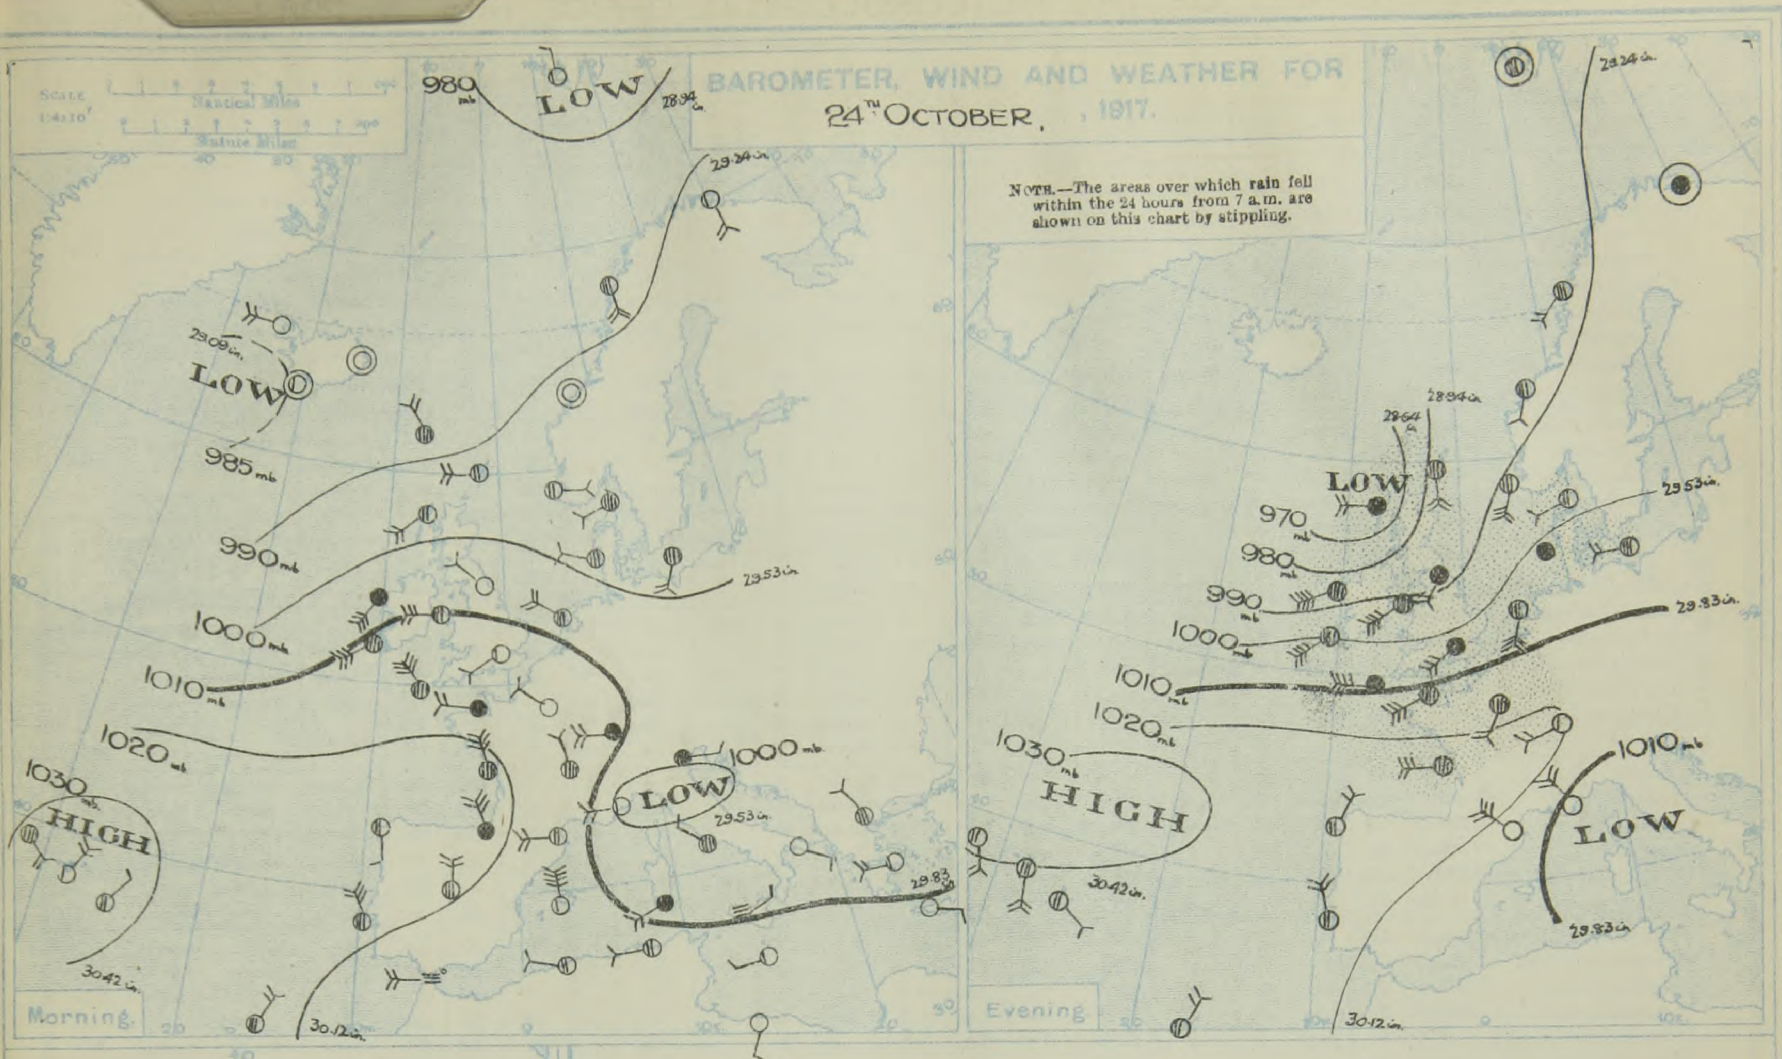 SCALE
Nautical Miles
Statute Miles
BAROMETER, WIND AND WEATHER FOR
24TH OCTOBER, , 1917.
NOTE.—The areas over which rain fell
within the 24 hours from 7 a.m. are
shown on this chart by stippling.
980 mb
LOW
28.94 in
29.24 in.
29.09 in.
LOW
985 mb
990 mb
1000 mb
29.53 in.
1010 mb
1020 mb
1030 mb
HIGH
30.42 in.
1000 mb
LOW
29.53 in.
29.83 in
30.12 in.
Morning.
29.24 in.
28.94 in
28.64 in
LOW
970 mb
980 mb
990 mb
1000 mb
29.53 in.
29.83 in.
1010 mb
1020 mb
1030 mb
HIGH
30.42 in.
1010 mb
LOW
29.83 in
30.12 in.
Evening